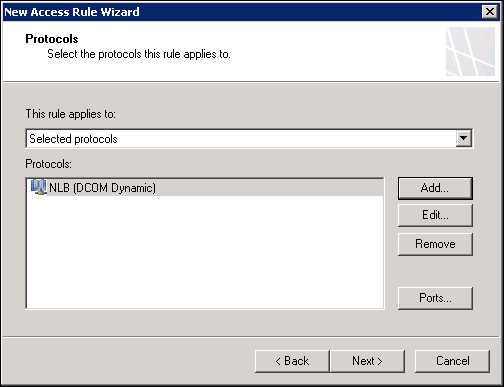 New Access Rule Wizard
Protocols
Select the protocols this rule applies to.
This rule applies to:
Selected protocols
Protocols:
NLB (DCOM Dynamic)
Add...
Edit...
Remove
Ports...
< Back
Next >
Cancel